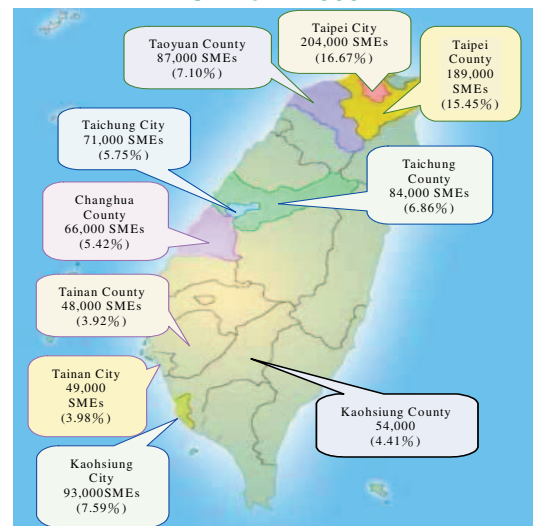 Taipei City
204,000 SMEs
(16.67%)
Taoyuan County
87,000 SMEs
(7.10%)
Taipei
County
189,000
SMEs
(15.45%)
Taichung City
71,000 SMEs
(5.75%)
Taichung
County
84,000 SMEs
(6.86%)
Changhua
County
66,000 SMEs
(5.42%)
Tainan County
48,000 SMEs
(3.92%)
Tainan City
49,000
SMEs
(3.98%)
Kaohsiung County
54,000
(4.41%)
Kaohsiung
City
93,000SMEs
(7.59%)